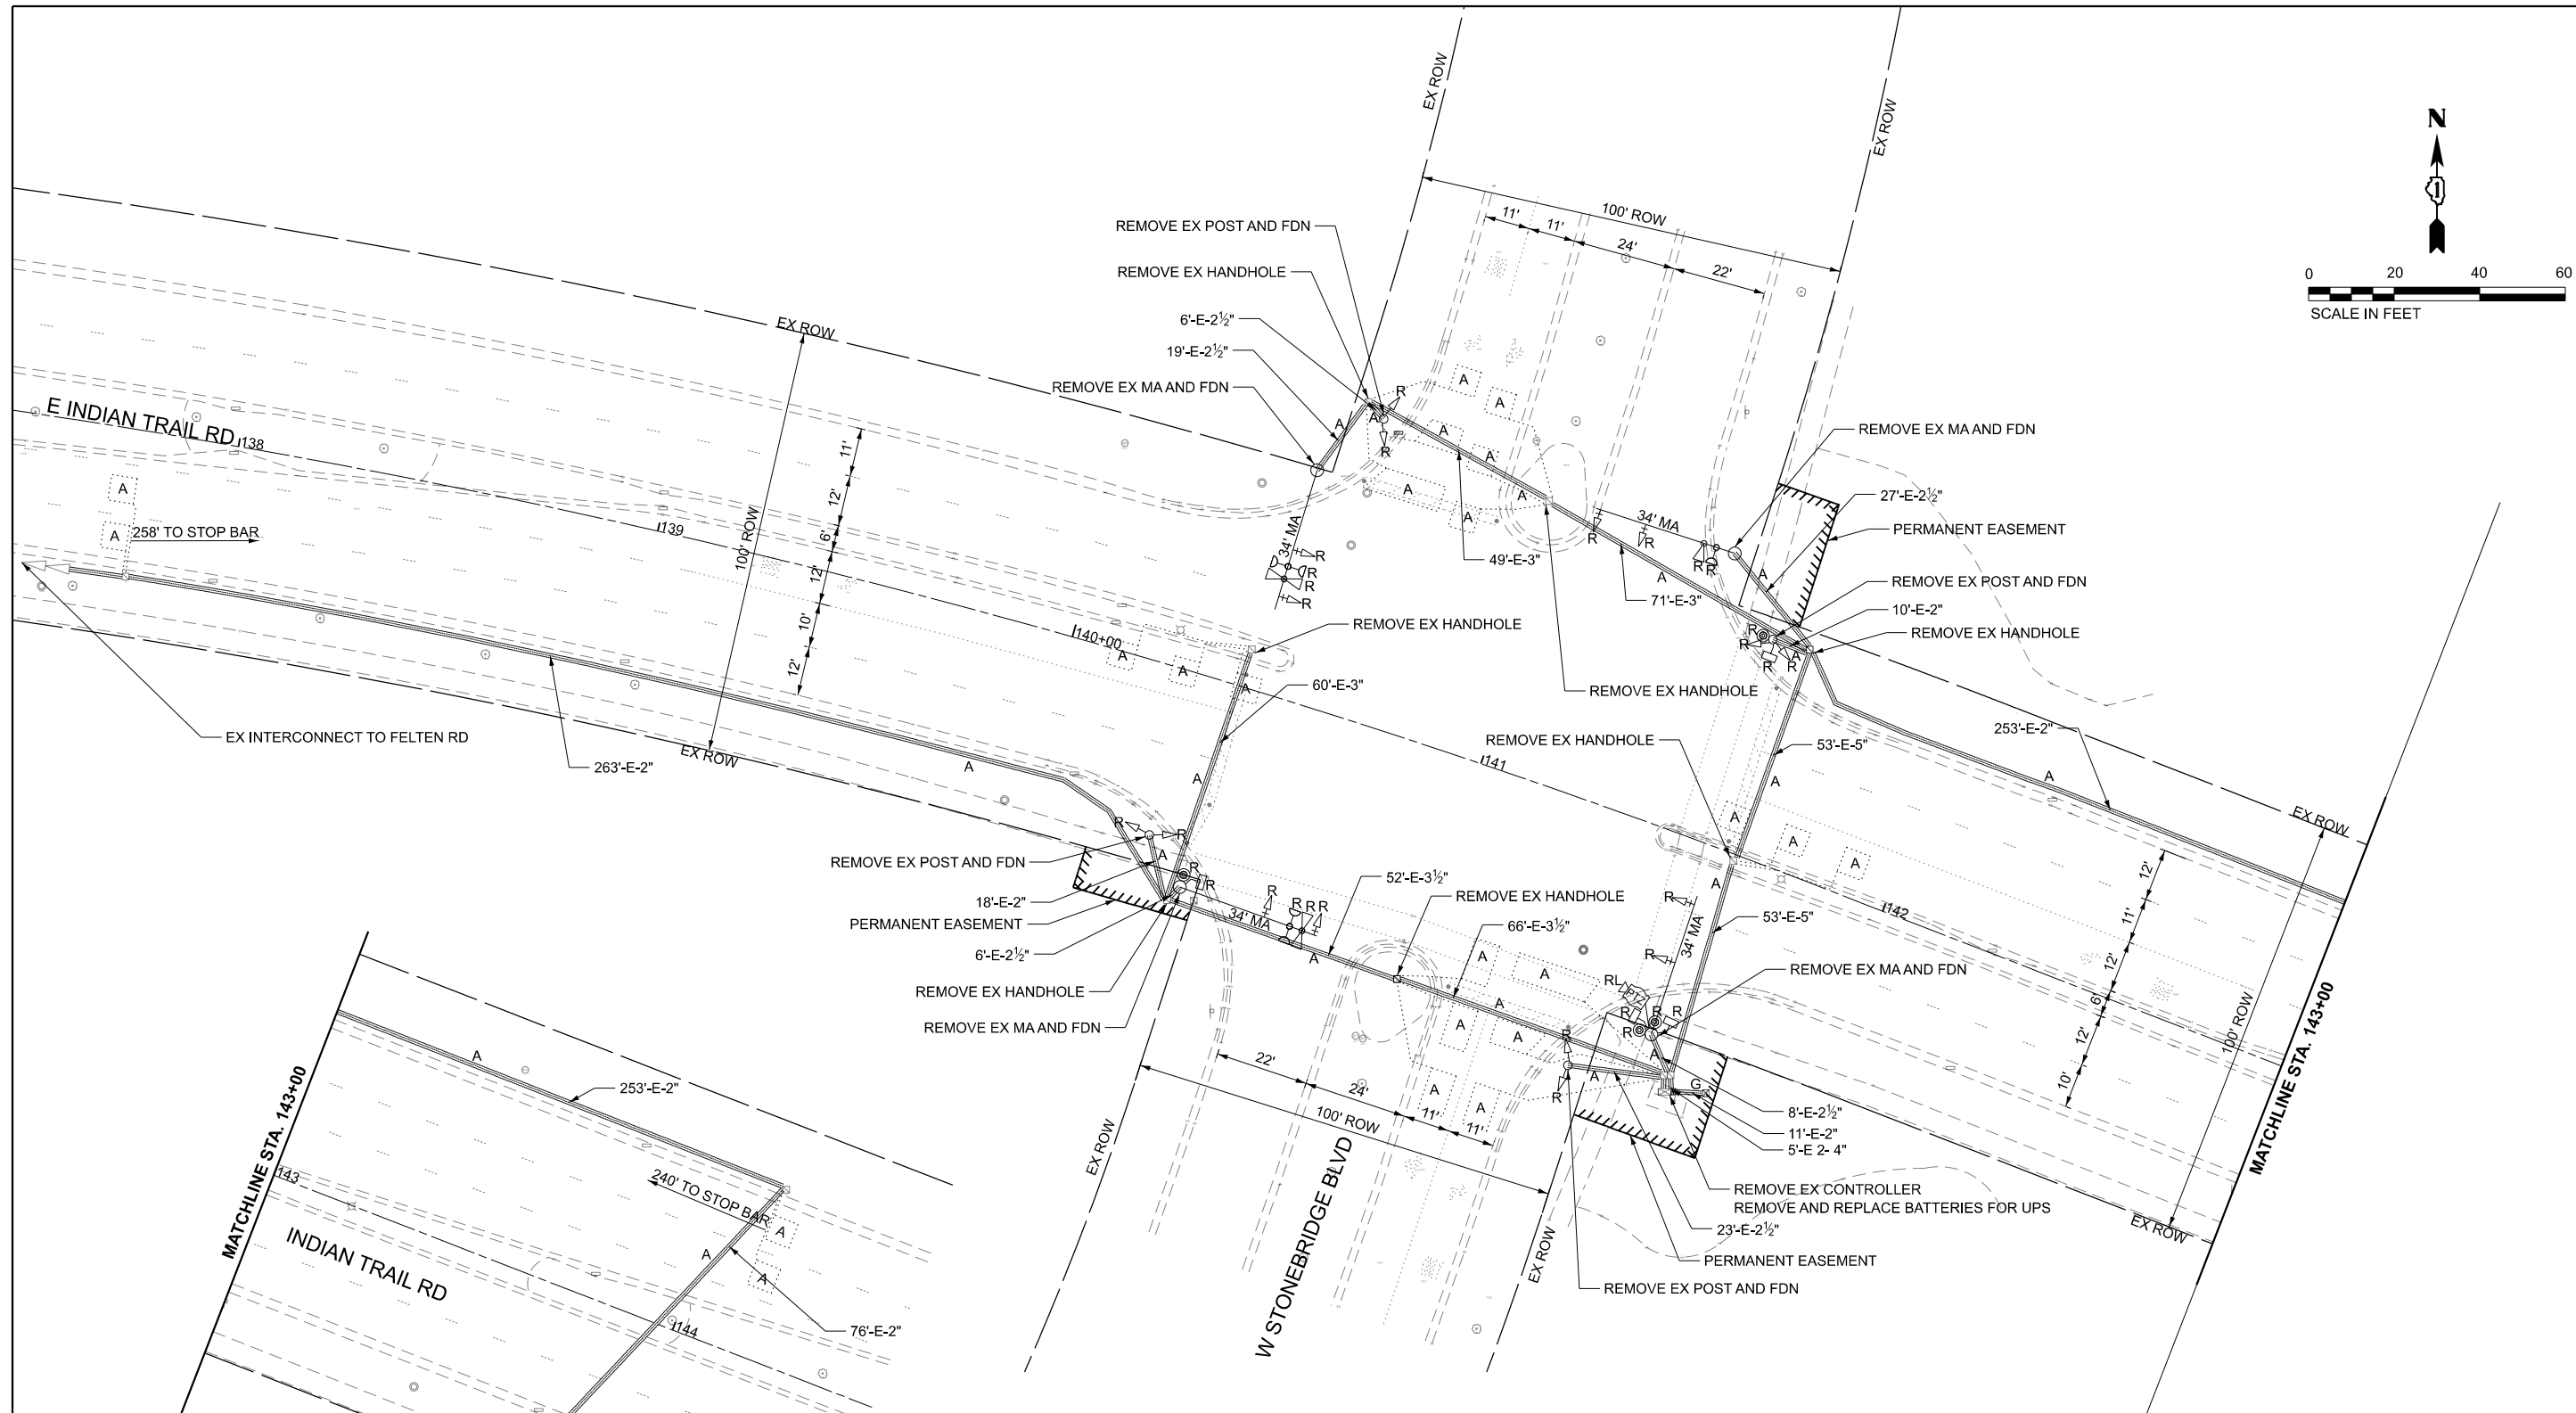 EX ROW
EX ROW
N
1
0 20 40 60
SCALE IN FEET
100' ROW
11'
11'
24'
22'
REMOVE EX POST AND FDN
REMOVE EX HANDHOLE
6'-E-2½"
19'-E-2½"
REMOVE EX MA AND FDN
EX ROW
E INDIAN TRAIL RD
138
139
140+00
141
142
11'
12'
6'
12'
10'
12'
100' ROW
A
A
258' TO STOP BAR
EX INTERCONNECT TO FELTEN RD
263'-E-2"
EX ROW
A
34' MA
R
R
R
R
A
A
R
R
A
A
A
A
A
A
A
49'-E-3"
71'-E-3"
A
34' MA
R
R
R
R
REMOVE EX MA AND FDN
27'-E-2½"
PERMANENT EASEMENT
A
REMOVE EX POST AND FDN
10'-E-2"
REMOVE EX HANDHOLE
R
R
R
A
R
REMOVE EX HANDHOLE
REMOVE EX HANDHOLE
A
A
A
60'-E-3"
A
REMOVE EX HANDHOLE
53'-E-5"
A
253'-E-2"
A
EX ROW
A
A
A
A
53'-E-5"
12'
11'
12'
6'
12'
10'
100' ROW
MATCHLINE STA. 143+00
EX ROW
R
R
A
R
R
REMOVE EX POST AND FDN
18'-E-2"
PERMANENT EASEMENT
6'-E-2½"
REMOVE EX HANDHOLE
REMOVE EX MA AND FDN
34' MA
R
R
R
R
A
52'-E-3½"
REMOVE EX HANDHOLE
66'-E-3½"
A
A
A
A
A
A
A
R
R
34' MA
RL
PTZ
R
R
R
R
REMOVE EX MA AND FDN
R
R
A
A
G
8'-E-2½"
11'-E-2"
5'-E 2- 4"
REMOVE EX CONTROLLER
REMOVE AND REPLACE BATTERIES FOR UPS
23'-E-2½"
PERMANENT EASEMENT
REMOVE EX POST AND FDN
22'
24'
11'
11'
100' ROW
EX ROW
EX ROW
W STONEBRIDGE BLVD
MATCHLINE STA. 143+00
A
253'-E-2"
143
INDIAN TRAIL RD
240' TO STOP BAR
A
A
A
144
76'-E-2"